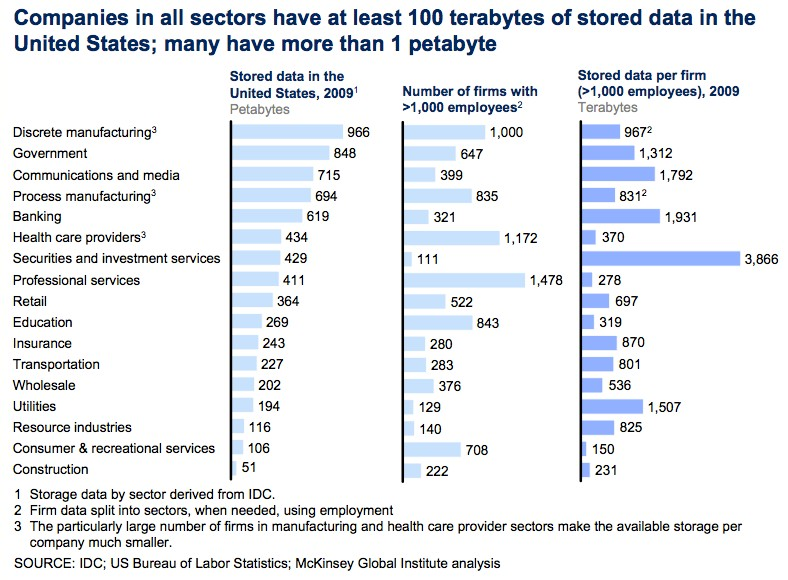 Companies in all sectors have at least 100 terabytes of stored data in the
United States; many have more than 1 petabyte
Stored data in the
United States, 2009¹
Petabytes
Number of firms with
>1,000 employees²
Stored data per firm
(>1,000 employees), 2009
Terabytes
Discrete manufacturing³ 966 1,000 967²
Government 848 647 1,312
Communications and media 715 399 1,792
Process manufacturing³ 694 835 831²
Banking 619 321 1,931
Health care providers³ 434 1,172 370
Securities and investment services 429 111 3,866
Professional services 411 1,478 278
Retail 364 522 697
Education 269 843 319
Insurance 243 280 870
Transportation 227 283 801
Wholesale 202 376 536
Utilities 194 129 1,507
Resource industries 116 140 825
Consumer & recreational services 106 708 150
Construction 51 222 231
1 Storage data by sector derived from IDC.
2 Firm data split into sectors, when needed, using employment
3 The particularly large number of firms in manufacturing and health care provider sectors make the available storage per
company much smaller.
SOURCE: IDC; US Bureau of Labor Statistics; McKinsey Global Institute analysis